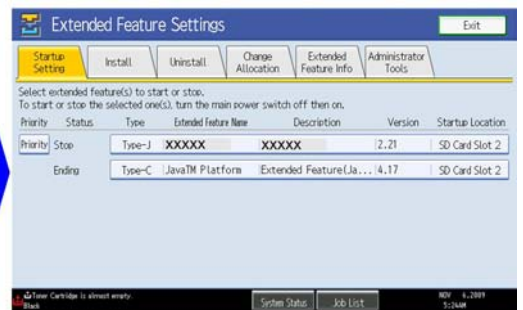 Extended Feature Settings
Exit
Startup Setting
Install
Uninstall
Change Allocation
Extended Feature Info
Administrator Tools
Select extended feature(s) to start or stop.
To start or stop the selected one(s), turn the main power switch off then on.
Priority Status Type Extended Feature Name Description Version Startup Location
Priority Stop Type-J XXXXX XXXXX 2.21 SD Card Slot 2
Ending Type-C JavaTM Platform Extended Feature(Ja... 4.17 SD Card Slot 2
Toner Cartridge is almost empty.
Black
System Status
Job List
NOV 4.2009
5:24AM